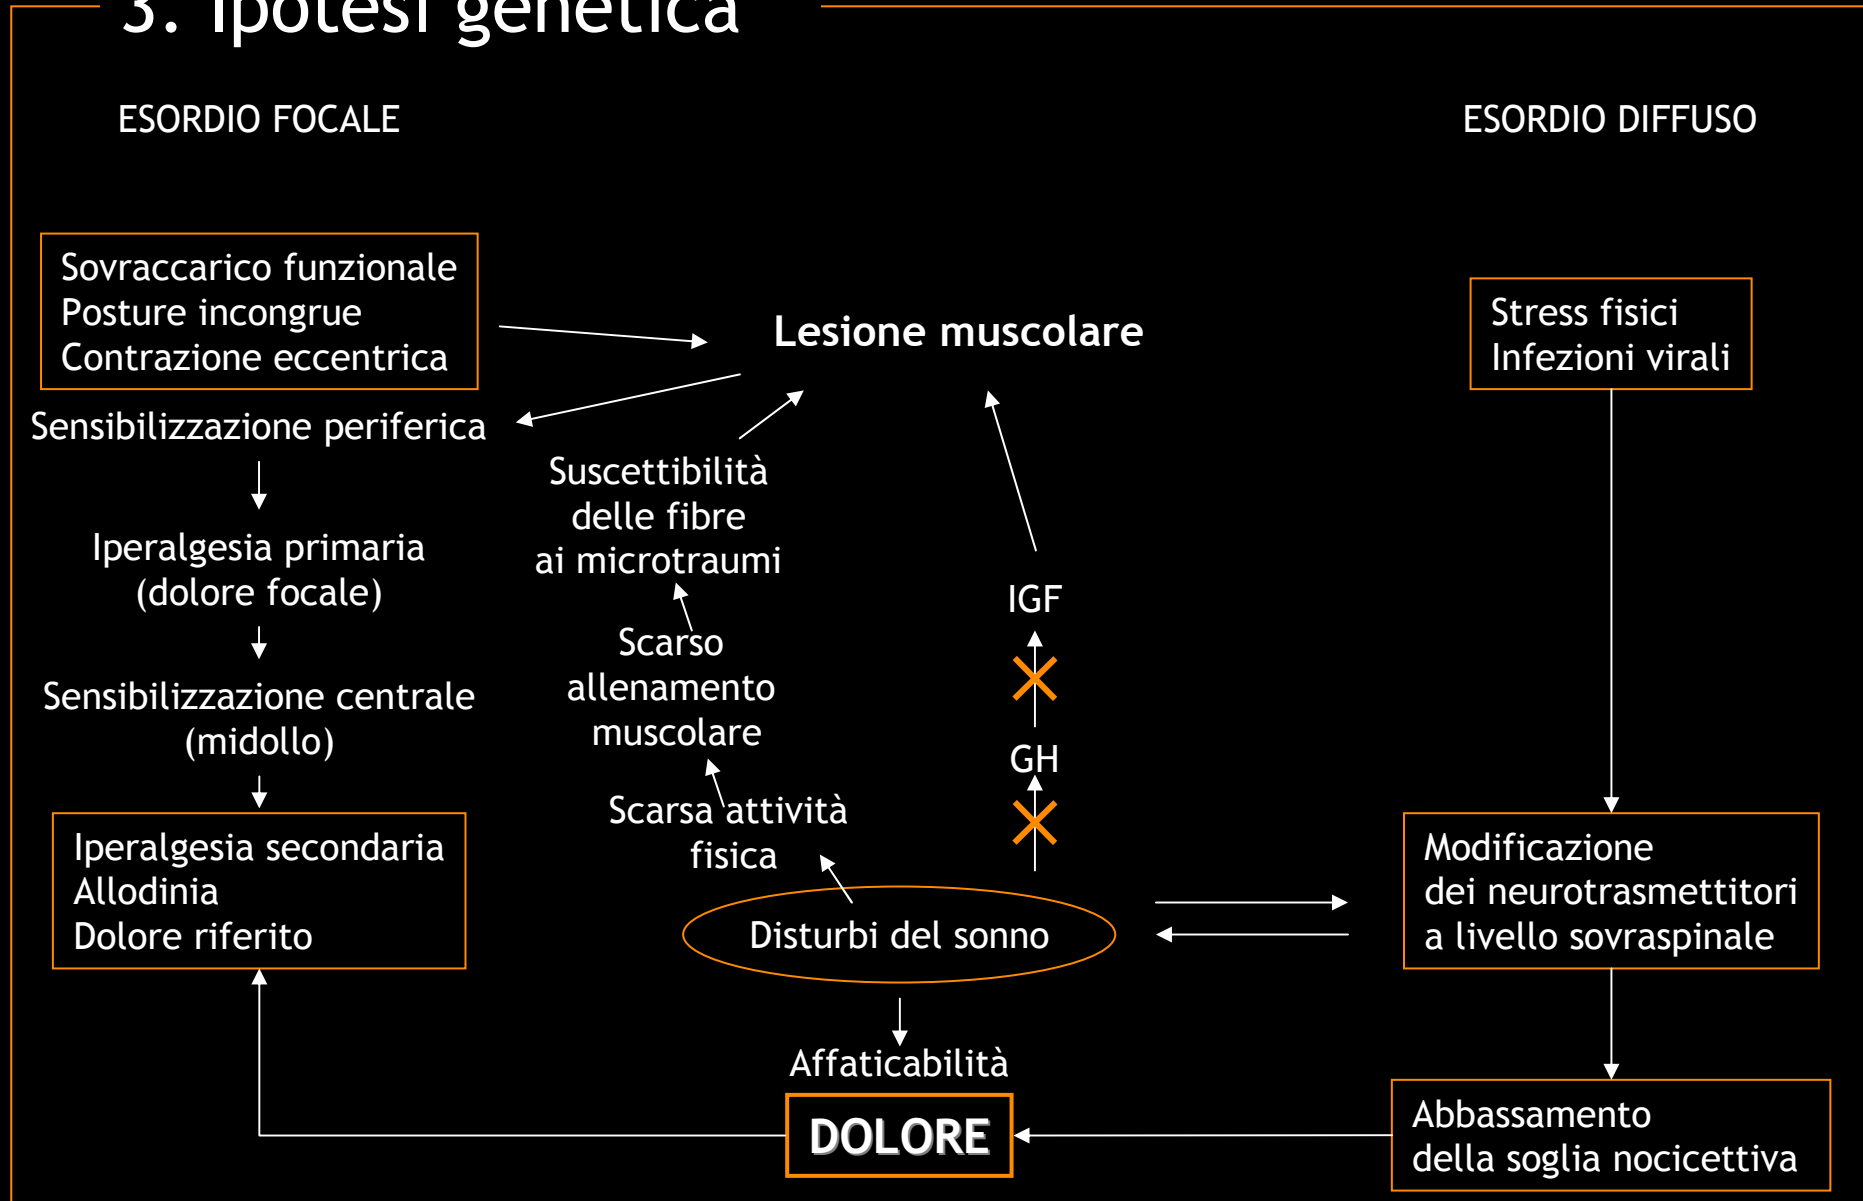 3. Ipotesi genetica
ESORDIO FOCALE
ESORDIO DIFFUSO
Sovraccarico funzionale
Posture incongrue
Contrazione eccentrica
Lesione muscolare
Stress fisici
Infezioni virali
Sensibilizzazione periferica
Suscettibilità
delle fibre
ai microtraumi
Iperalgesia primaria
(dolore focale)
IGF
Scarso
allenamento
muscolare
Sensibilizzazione centrale
(midollo)
GH
Scarsa attività
fisica
Iperalgesia secondaria
Allodinia
Dolore riferito
Modificazione
dei neurotrasmettitori
a livello sovraspinale
Disturbi del sonno
Affaticabilità
DOLORE
Abbassamento
della soglia nocicettiva